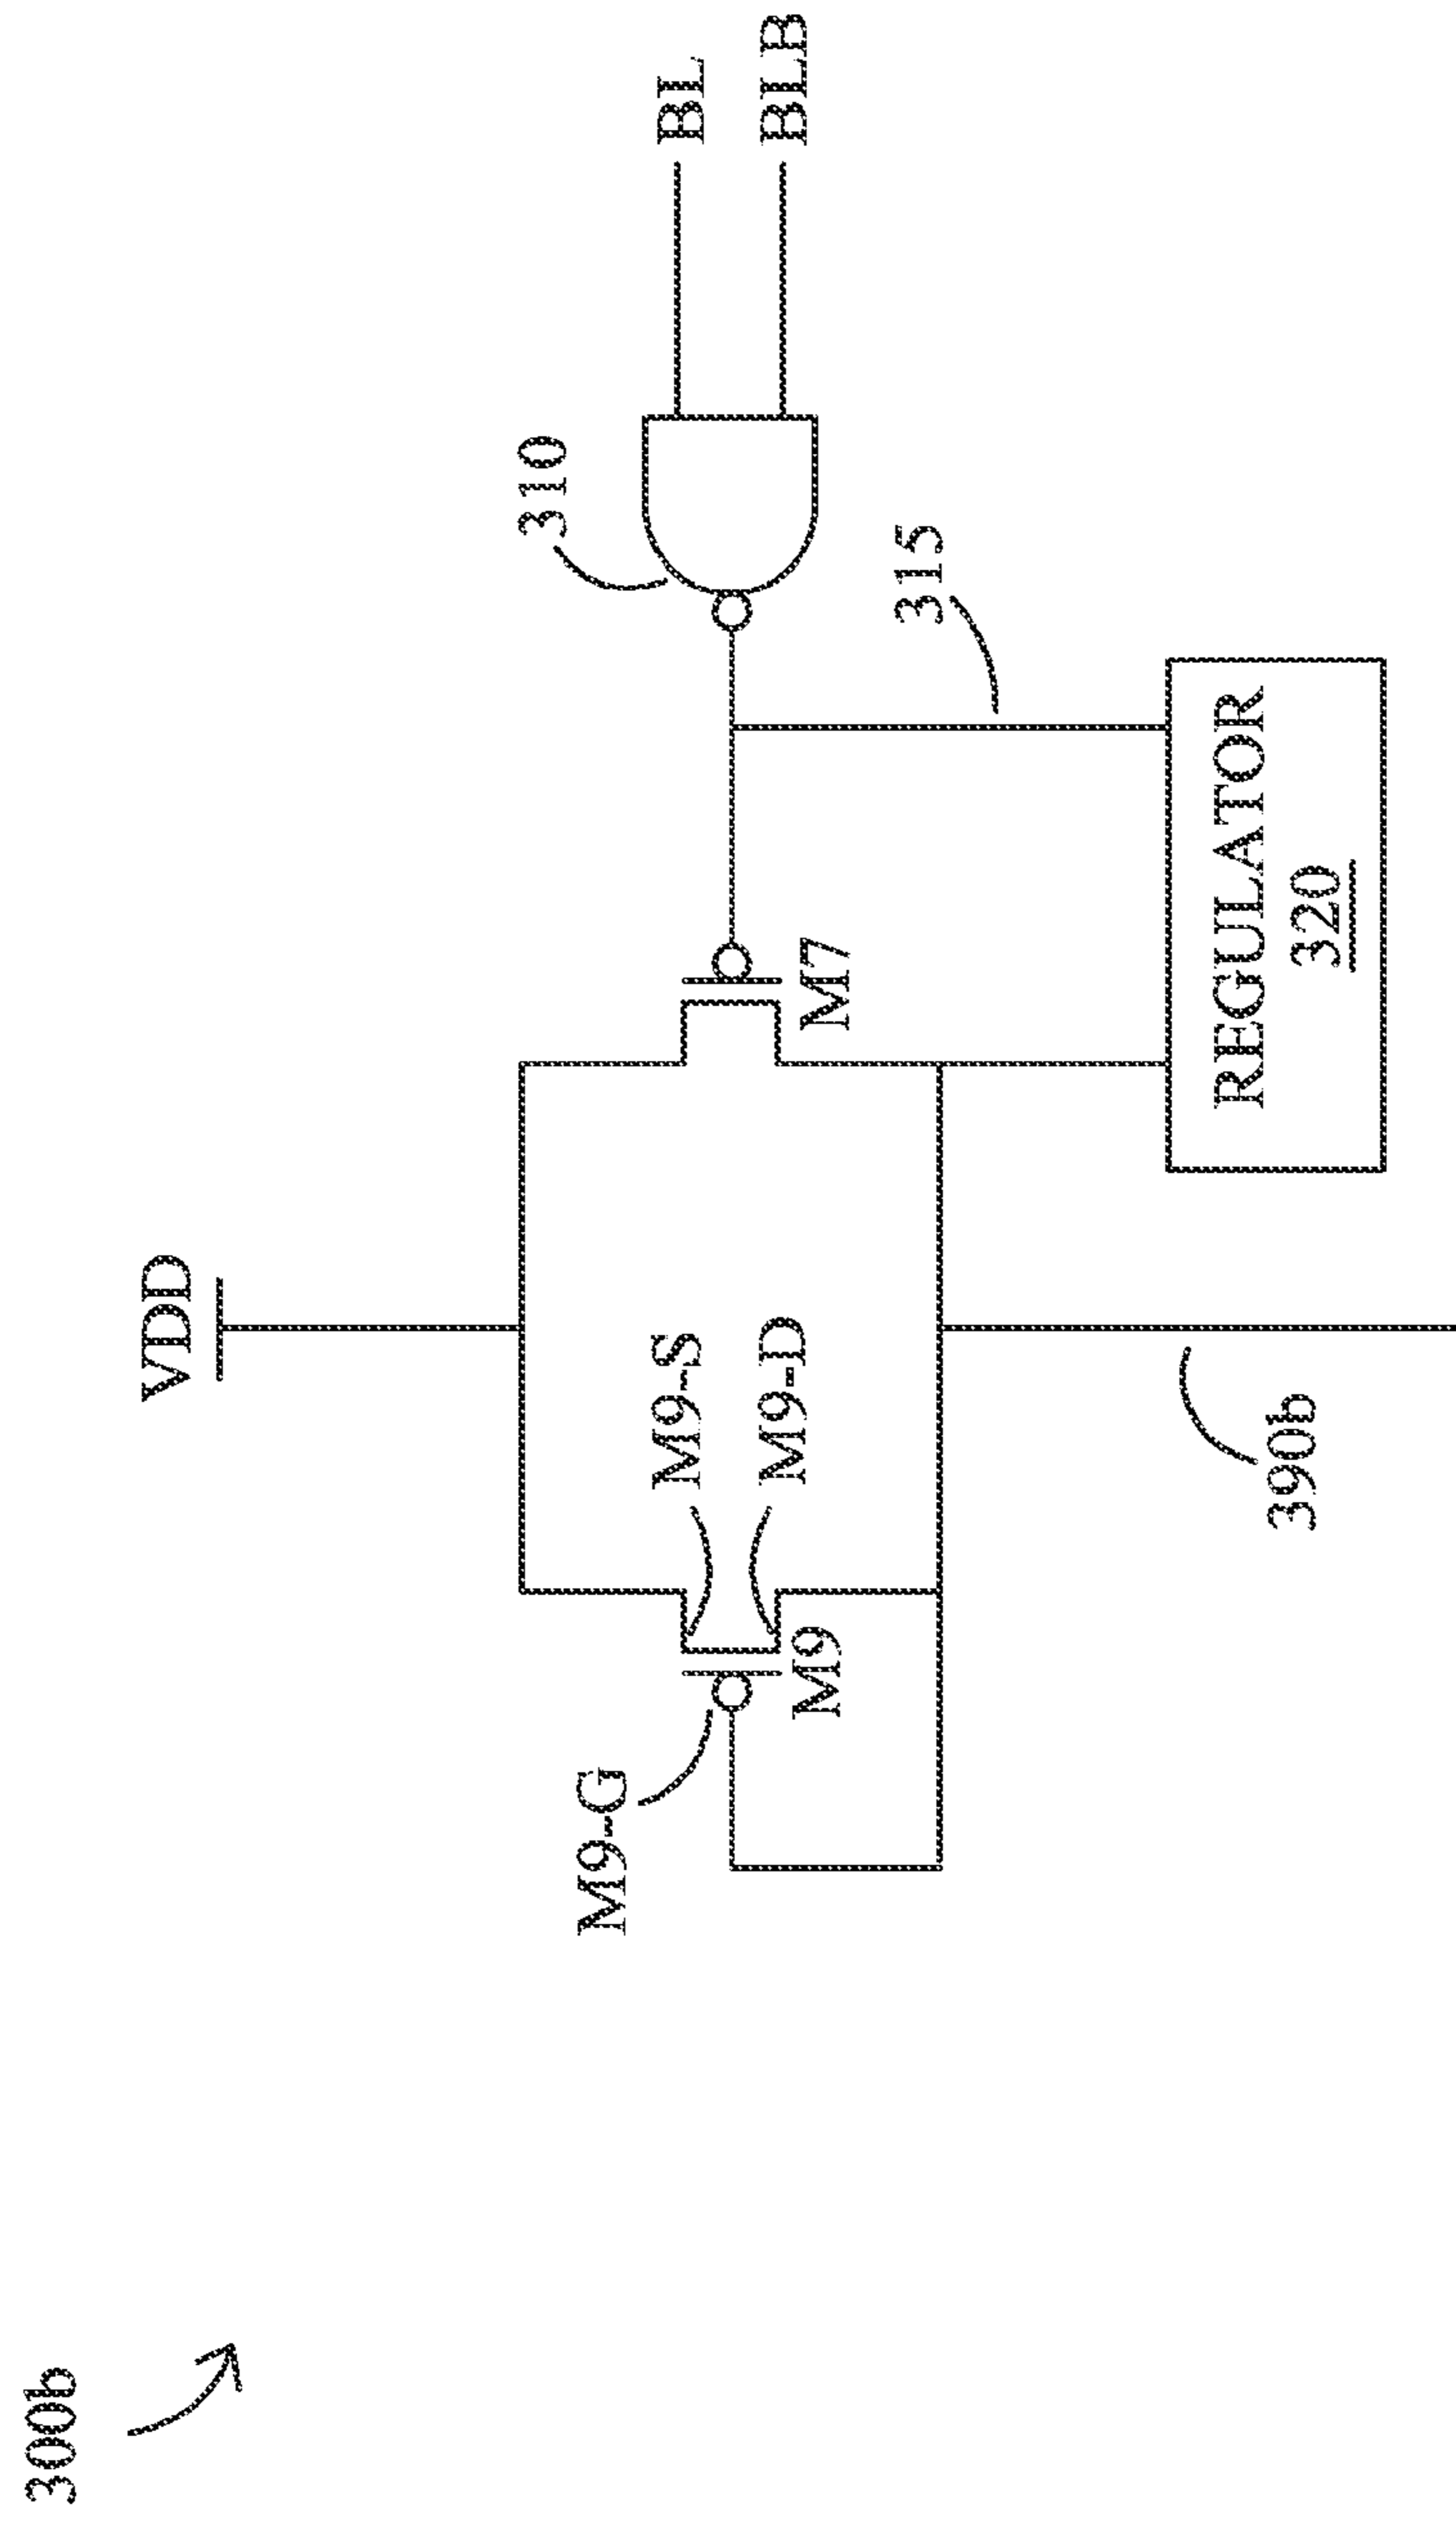 300b
VDD
M9-G
M9-S
M9-D
M9
M7
310
BL
BLB
315
REGULATOR
320
390b